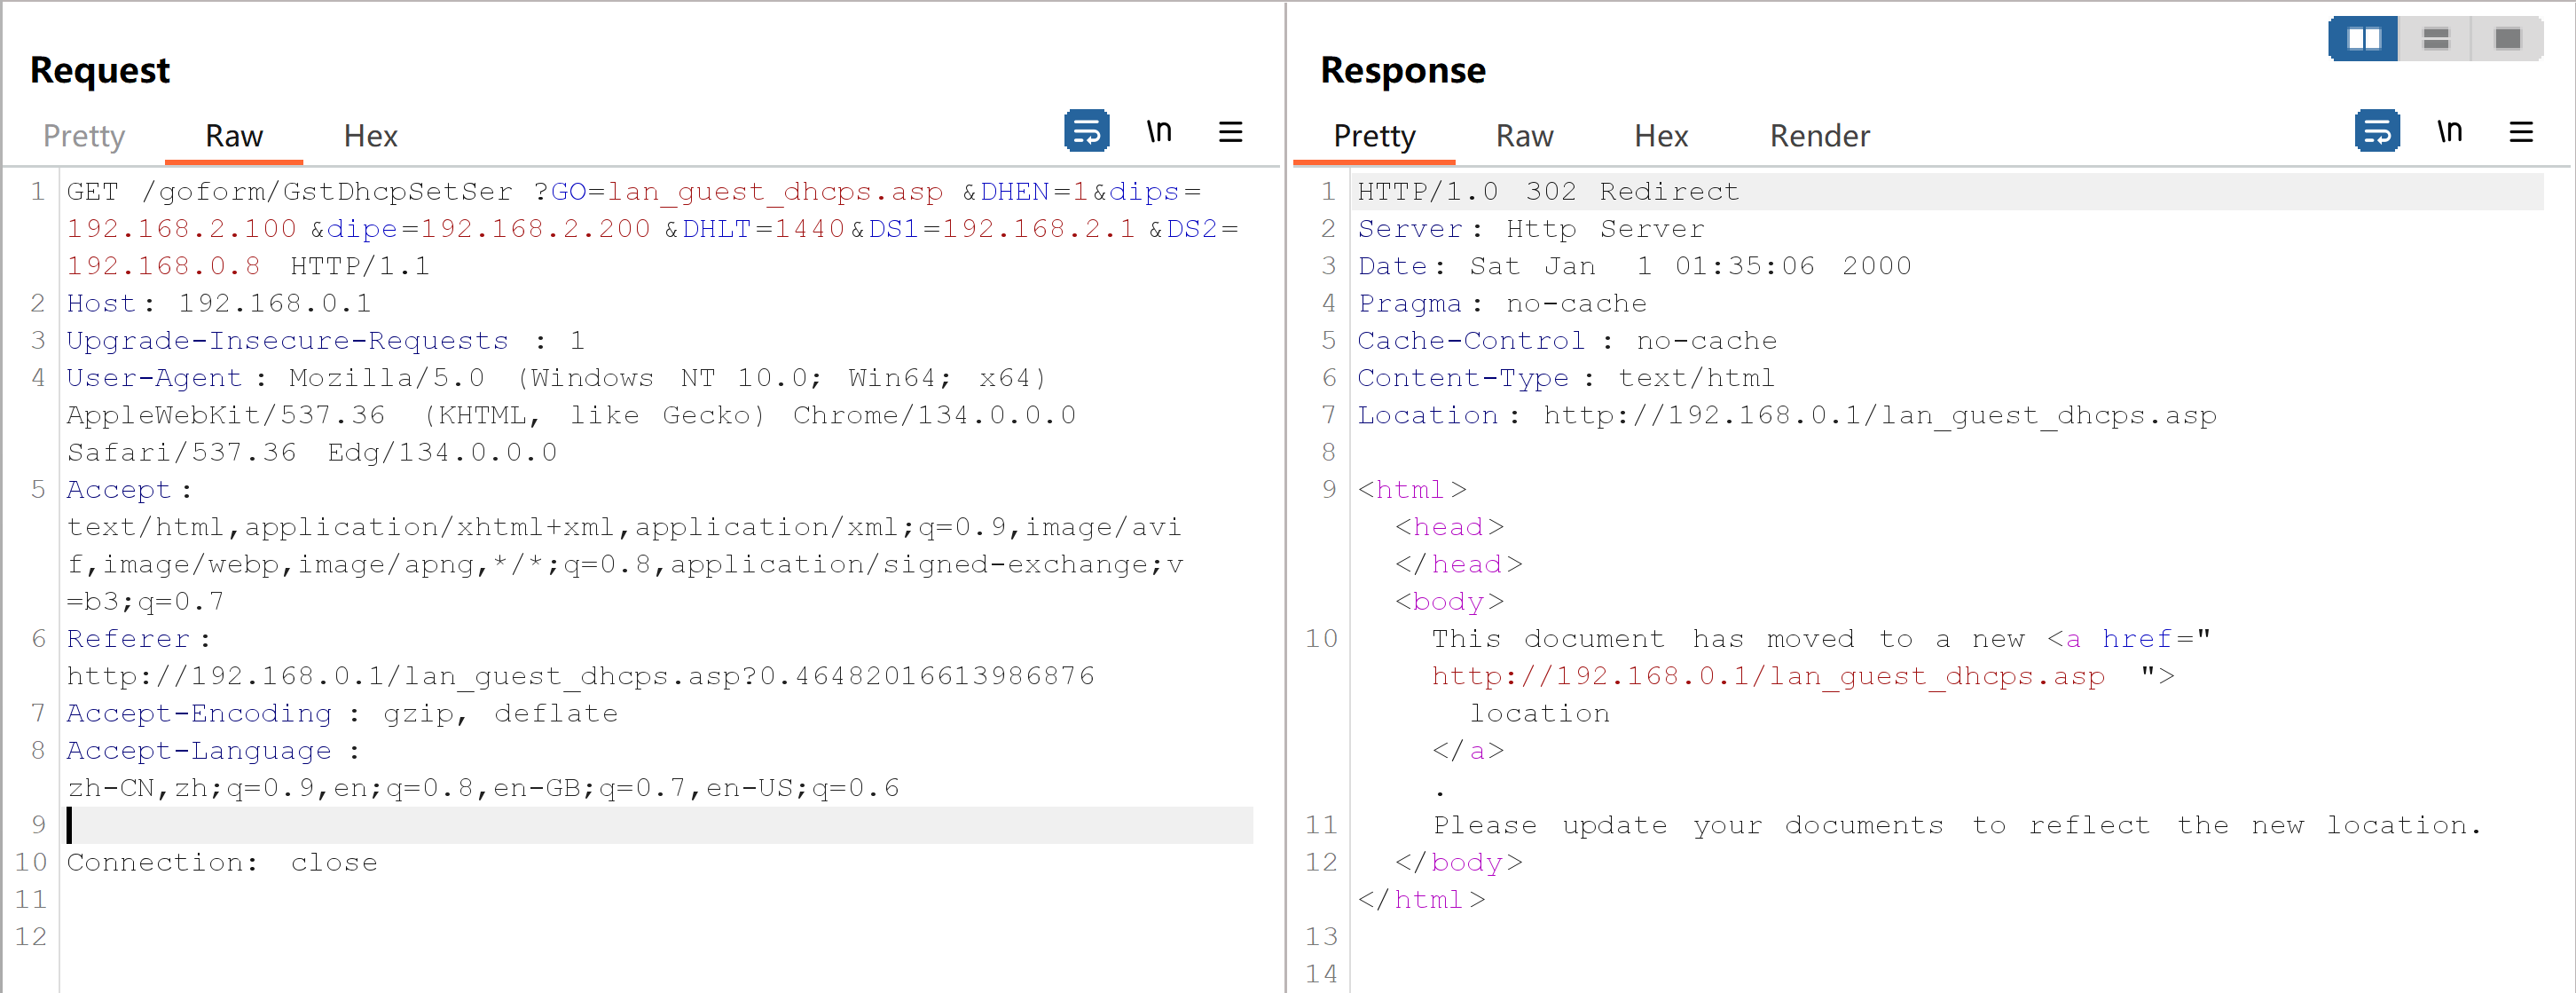 Request
Pretty Raw Hex \n
1 GET /goform/GstDhcpSetSer ?GO=lan_guest_dhcps.asp &DHEN=1&dips=
192.168.2.100 &dipe=192.168.2.200 &DHLT=1440&DS1=192.168.2.1 &DS2=
192.168.0.8 HTTP/1.1
2 Host: 192.168.0.1
3 Upgrade-Insecure-Requests : 1
4 User-Agent : Mozilla/5.0 (Windows NT 10.0; Win64; x64)
AppleWebKit/537.36 (KHTML, like Gecko) Chrome/134.0.0.0
Safari/537.36 Edg/134.0.0.0
5 Accept :
text/html,application/xhtml+xml,application/xml;q=0.9,image/avi
f,image/webp,image/apng,*/*;q=0.8,application/signed-exchange;v
=b3;q=0.7
6 Referer :
http://192.168.0.1/lan_guest_dhcps.asp?0.46482016613986876
7 Accept-Encoding : gzip, deflate
8 Accept-Language :
zh-CN,zh;q=0.9,en;q=0.8,en-GB;q=0.7,en-US;q=0.6
9
10 Connection: close
11
12
Response
Pretty Raw Hex Render \n
1 HTTP/1.0 302 Redirect
2 Server: Http Server
3 Date: Sat Jan 1 01:35:06 2000
4 Pragma: no-cache
5 Cache-Control : no-cache
6 Content-Type : text/html
7 Location : http://192.168.0.1/lan_guest_dhcps.asp
8
9 <html>
<head>
</head>
<body>
10 This document has moved to a new <a href="
http://192.168.0.1/lan_guest_dhcps.asp ">
location
</a>
.
11 Please update your documents to reflect the new location.
12 </body>
</html>
13
14